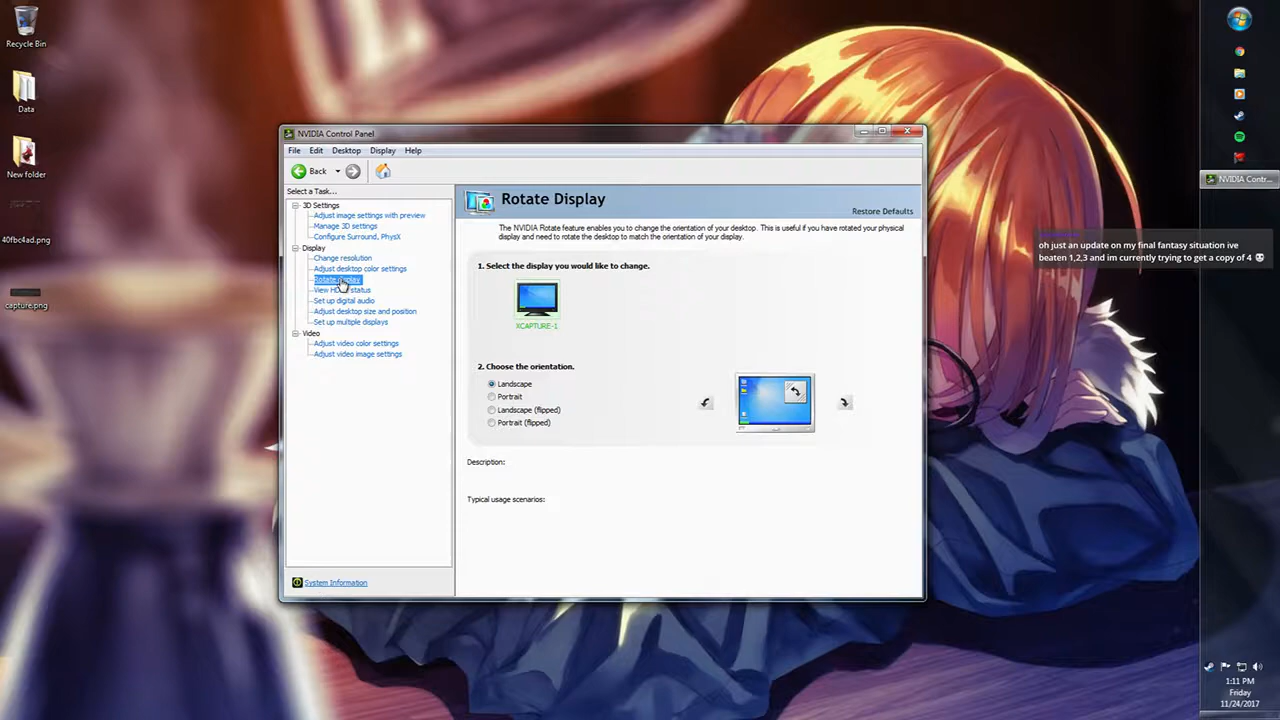 Recycle Bin
Data
New folder
40fbc4ad.png
capture.png
NVIDIA Control Panel
File Edit Desktop Display Help
Back
Select a Task...
3D Settings
Adjust image settings with preview
Manage 3D settings
Configure Surround, PhysX
Display
Change resolution
Adjust desktop color settings
Rotate display
View HD status
Set up digital audio
Adjust desktop size and position
Set up multiple displays
Video
Adjust video color settings
Adjust video image settings
System Information
Rotate Display
Restore Defaults
The NVIDIA Rotate feature enables you to change the orientation of your desktop. This is useful if you have rotated your physical
display and need to rotate the desktop to match the orientation of your display.
1. Select the display you would like to change.
XCAPTURE-1
2. Choose the orientation.
Landscape
Portrait
Landscape (flipped)
Portrait (flipped)
Description:
Typical usage scenarios:
NVIDIA Contr...
oh just an update on my final fantasy situation ive
beaten 1,2,3 and im currently trying to get a copy of 4 💀
1:11 PM
Friday
11/24/2017